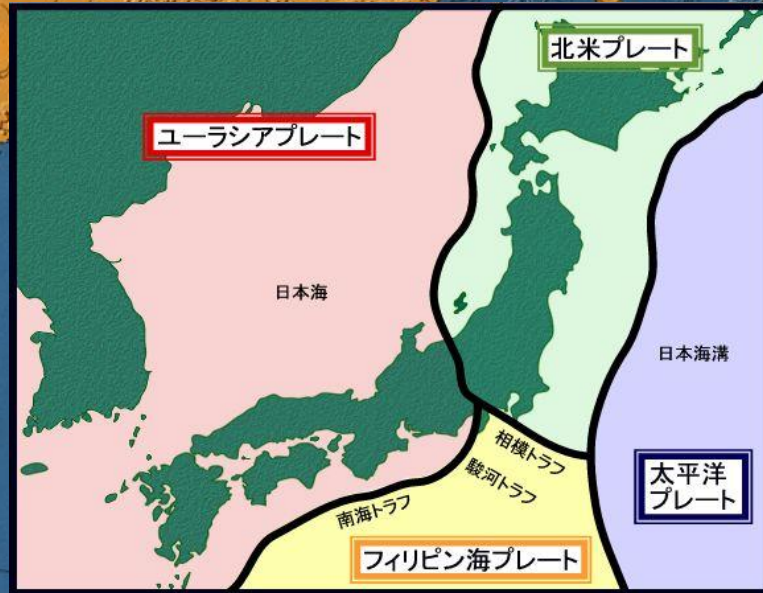 北米プレート
ユーラシアプレート
日本海
日本海溝
相模トラフ
駿河トラフ
南海トラフ
太平洋
プレート
フィリピン海プレート